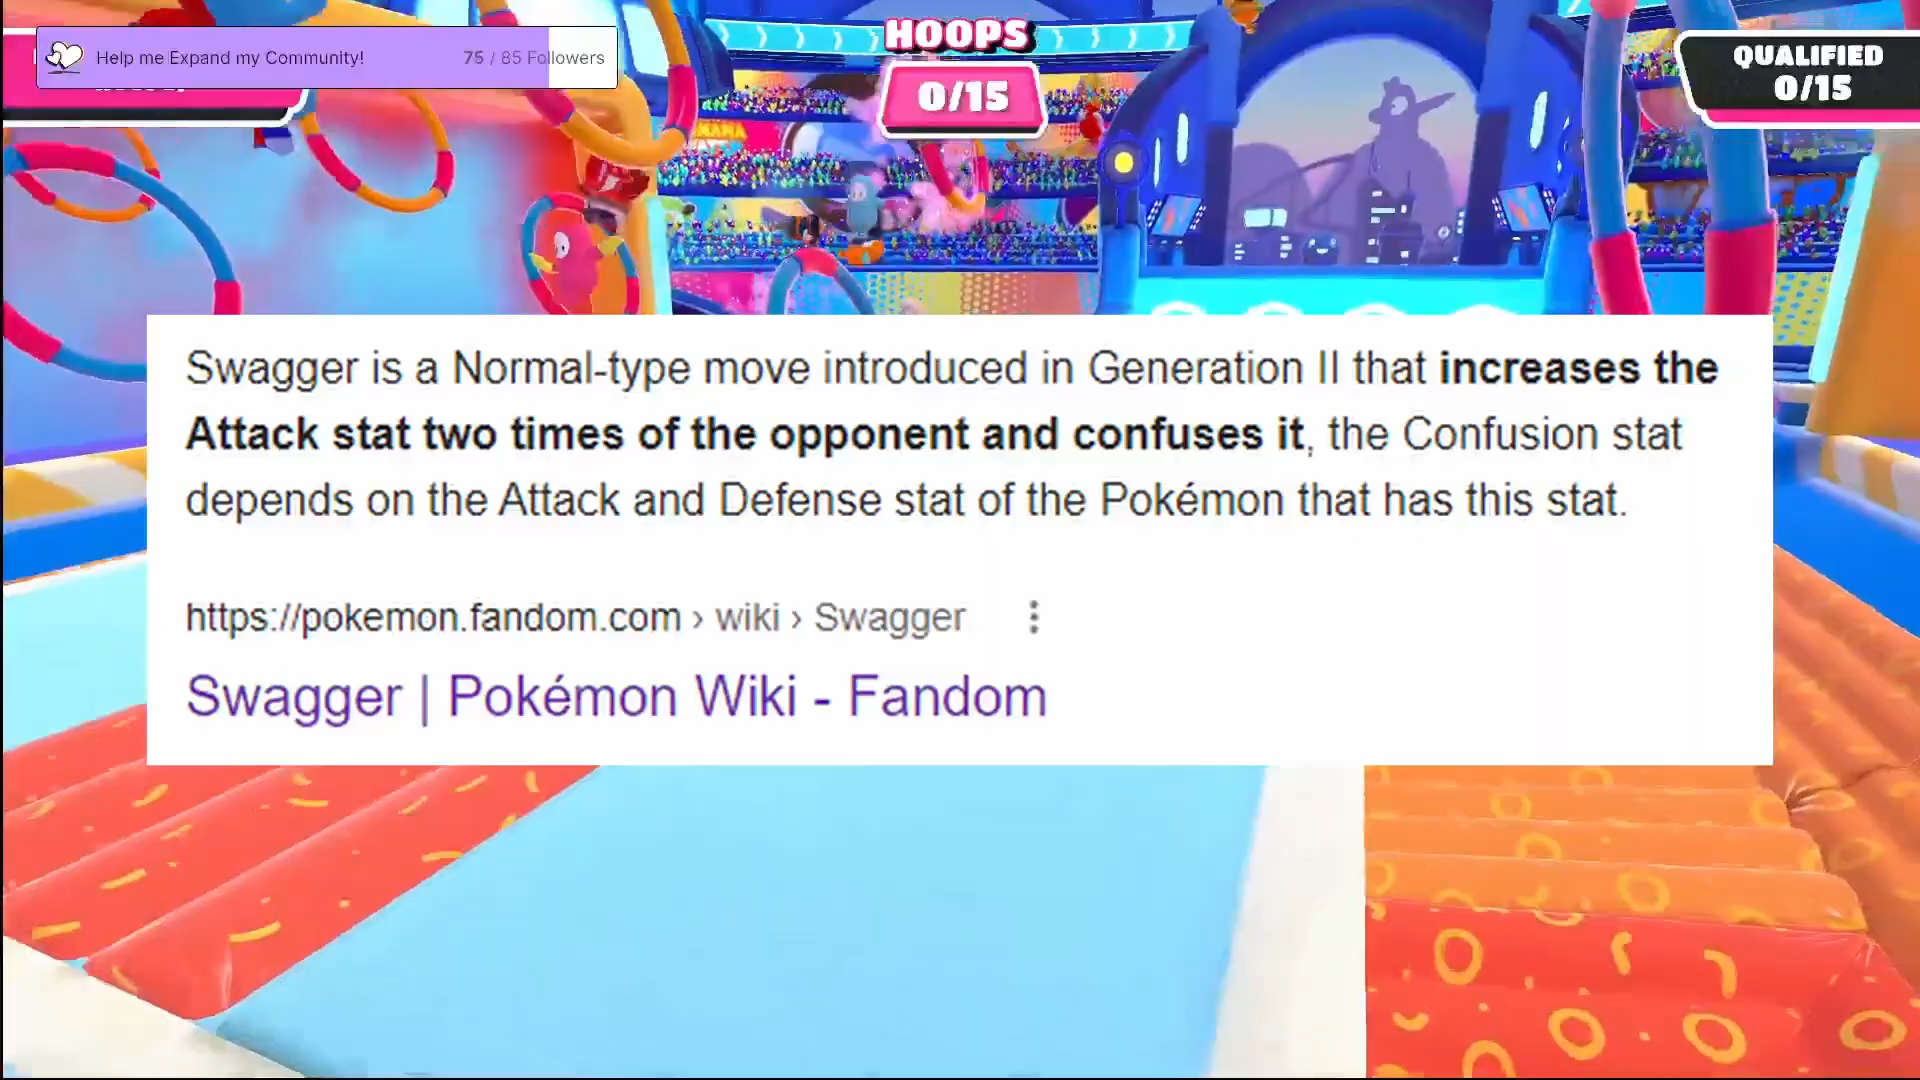 Help me Expand my Community!
75 / 85 Followers
HOOPS
0/15
QUALIFIED
0/15
Swagger is a Normal-type move introduced in Generation II that increases the
Attack stat two times of the opponent and confuses it, the Confusion stat
depends on the Attack and Defense stat of the Pokémon that has this stat.
https://pokemon.fandom.com › wiki › Swagger
Swagger | Pokémon Wiki - Fandom